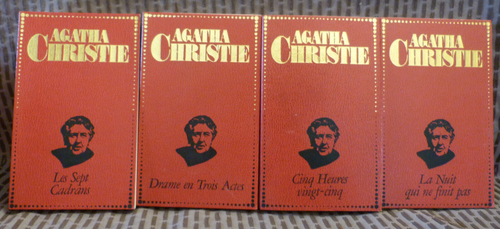 AGATHA
CHRISTIE
Les Sept
Cadrans
AGATHA
CHRISTIE
Drame en Trois Actes
AGATHA
CHRISTIE
Cinq Heures
vingt-cinq
AGATHA
CHRISTIE
La Nuit
qui ne finit pas